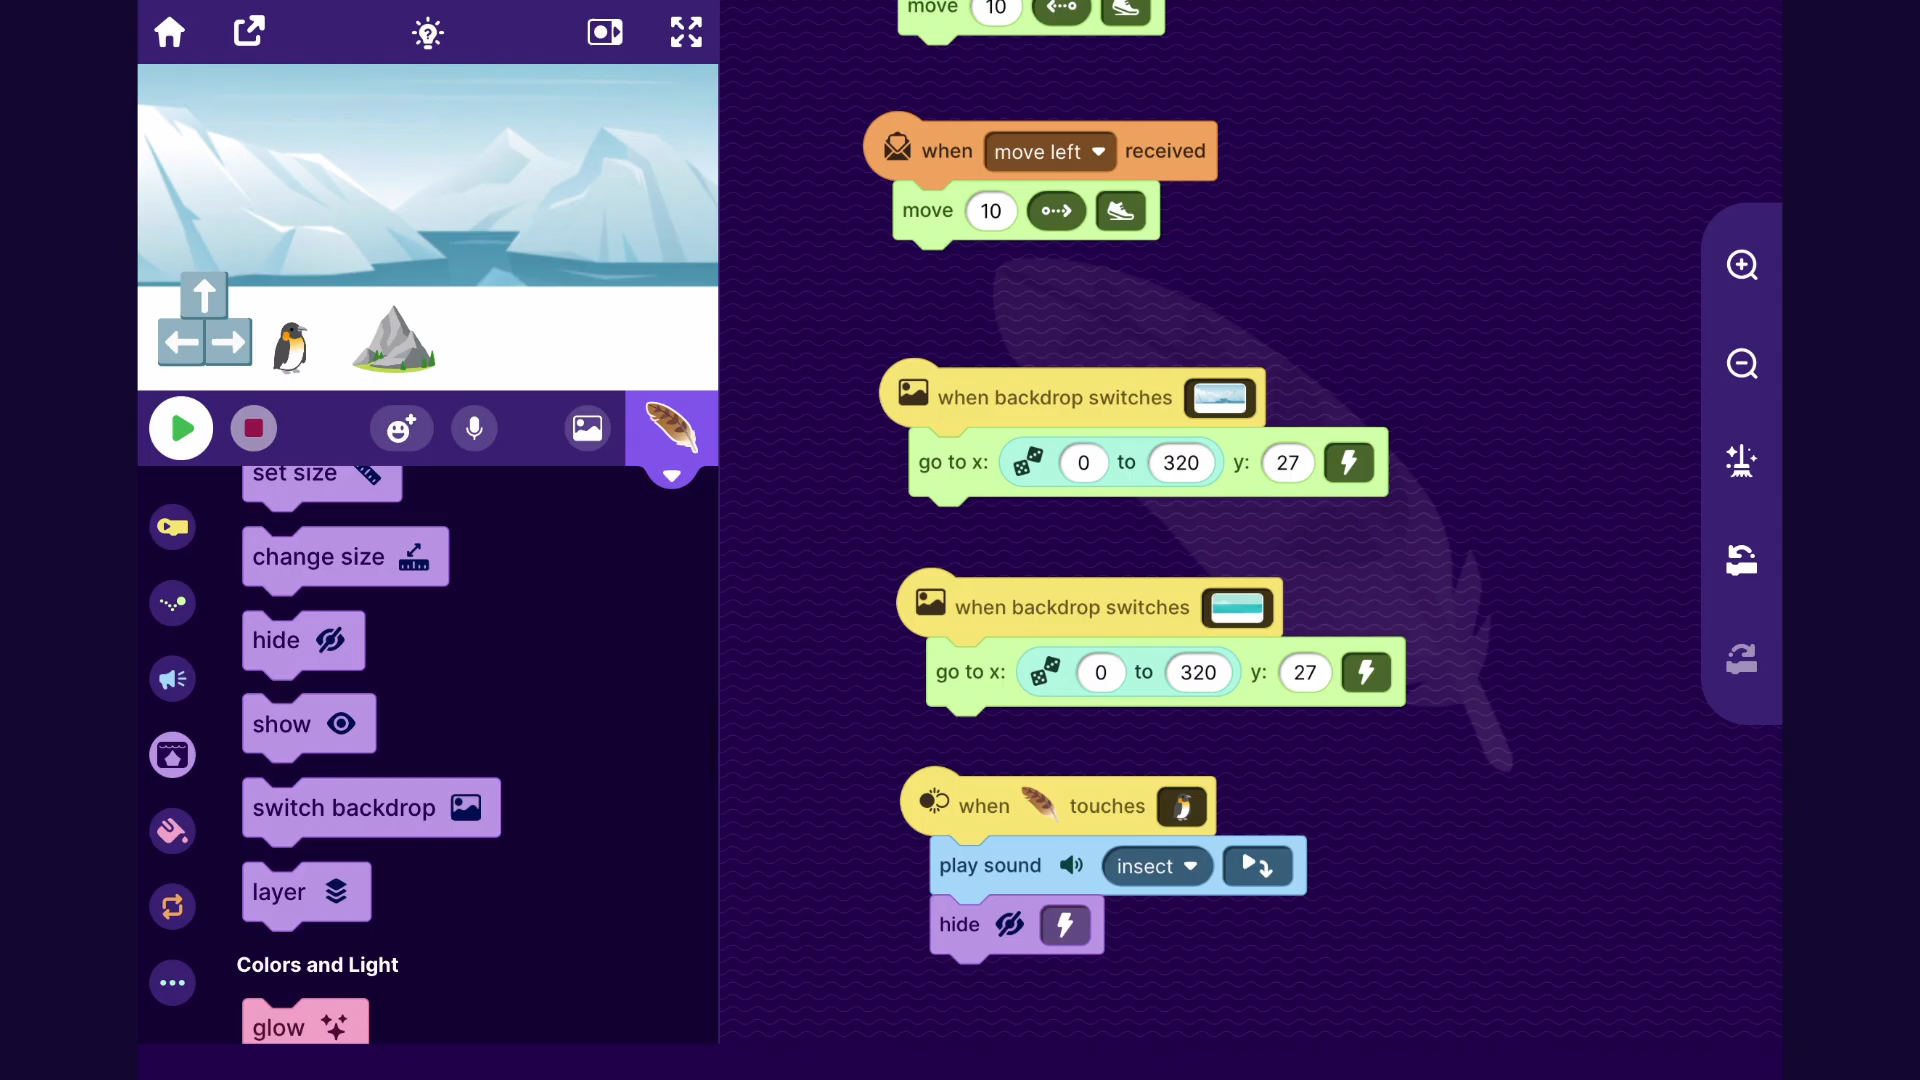 move 10
when move left received
move 10
when backdrop switches
go to x: 0 to 320 y: 27
when backdrop switches
go to x: 0 to 320 y: 27
when touches
play sound insect
hide
set size
change size
hide
show
switch backdrop
layer
Colors and Light
glow